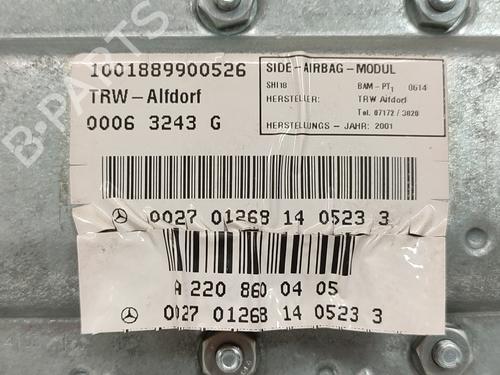 1001889900526
TRW-Alfdorf
0006 3243 G
SIDE-AIRBAG-MODUL
SHI18 BAM-PT1 0614
HERSTELLER: TRW Alfdorf
Tel. 07172 / 3020
HERSTELLUNGS - JAHR: 2001
0027 01268 14 0523 3
A 220 860 04 05
0027 01268 14 0523 3
B-PARTS